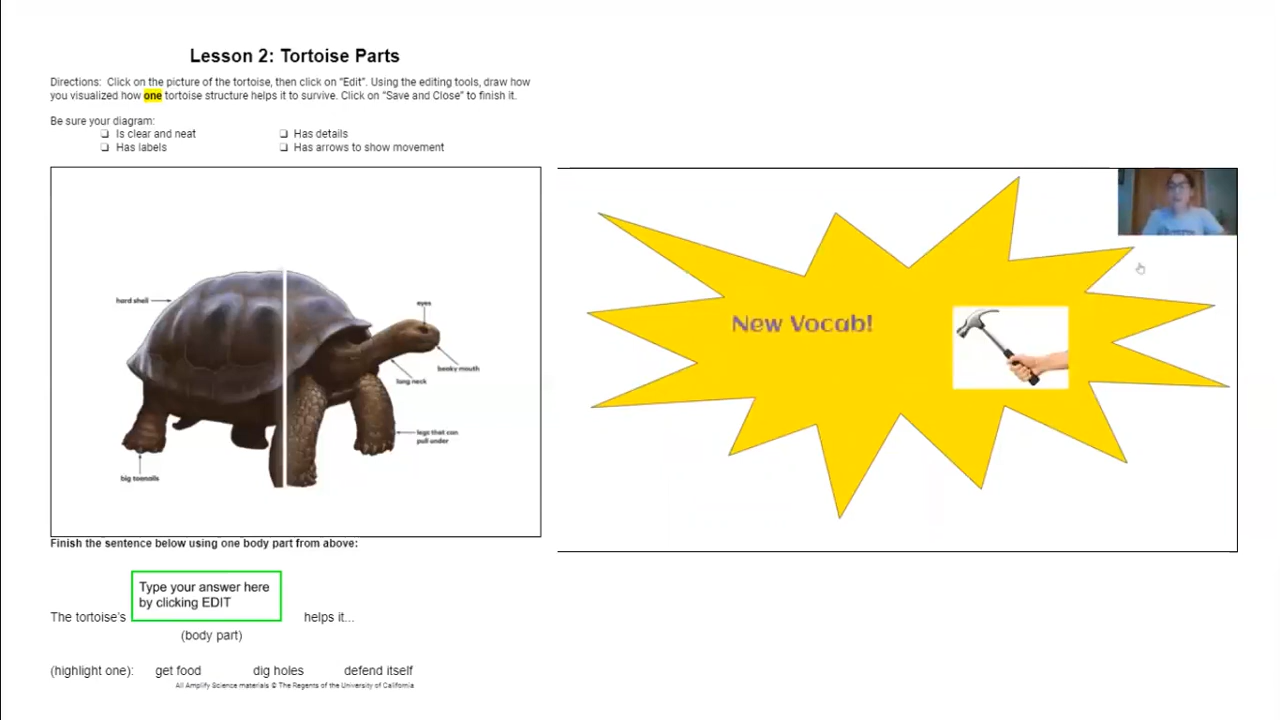 Lesson 2: Tortoise Parts
Directions: Click on the picture of the tortoise, then click on "Edit". Using the editing tools, draw how
you visualized how one tortoise structure helps it to survive. Click on "Save and Close" to finish it.
Be sure your diagram:
❏ Is clear and neat
❏ Has details
❏ Has labels
❏ Has arrows to show movement
hard shell
eyes
beaky mouth
long neck
legs that can
pull under
big toenails
New Vocab!
Finish the sentence below using one body part from above:
Type your answer here
by clicking EDIT
The tortoise's
helps it...
(body part)
(highlight one): get food dig holes defend itself
All Amplify Science materials © The Regents of the University of California